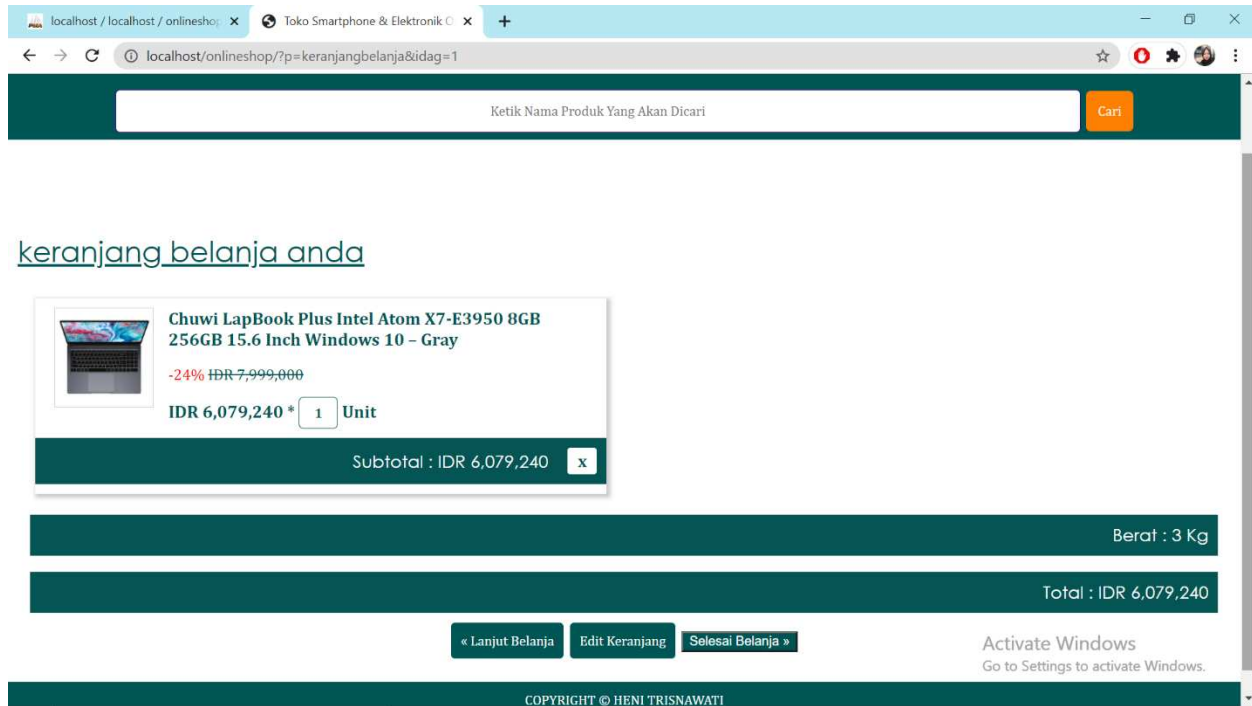 localhost / localhost / onlineshop
Toko Smartphone & Elektronik O
localhost/onlineshop/?p=keranjangbelanja&idag=1
Ketik Nama Produk Yang Akan Dicari
Cari
keranjang belanja anda
Chuwi LapBook Plus Intel Atom X7-E3950 8GB
256GB 15.6 Inch Windows 10 – Gray
-24% IDR 7,999,000
IDR 6,079,240 * 1 Unit
Subtotal : IDR 6,079,240 x
Berat : 3 Kg
Total : IDR 6,079,240
« Lanjut Belanja Edit Keranjang Selesai Belanja »
Activate Windows
Go to Settings to activate Windows.
COPYRIGHT © HENI TRISNAWATI